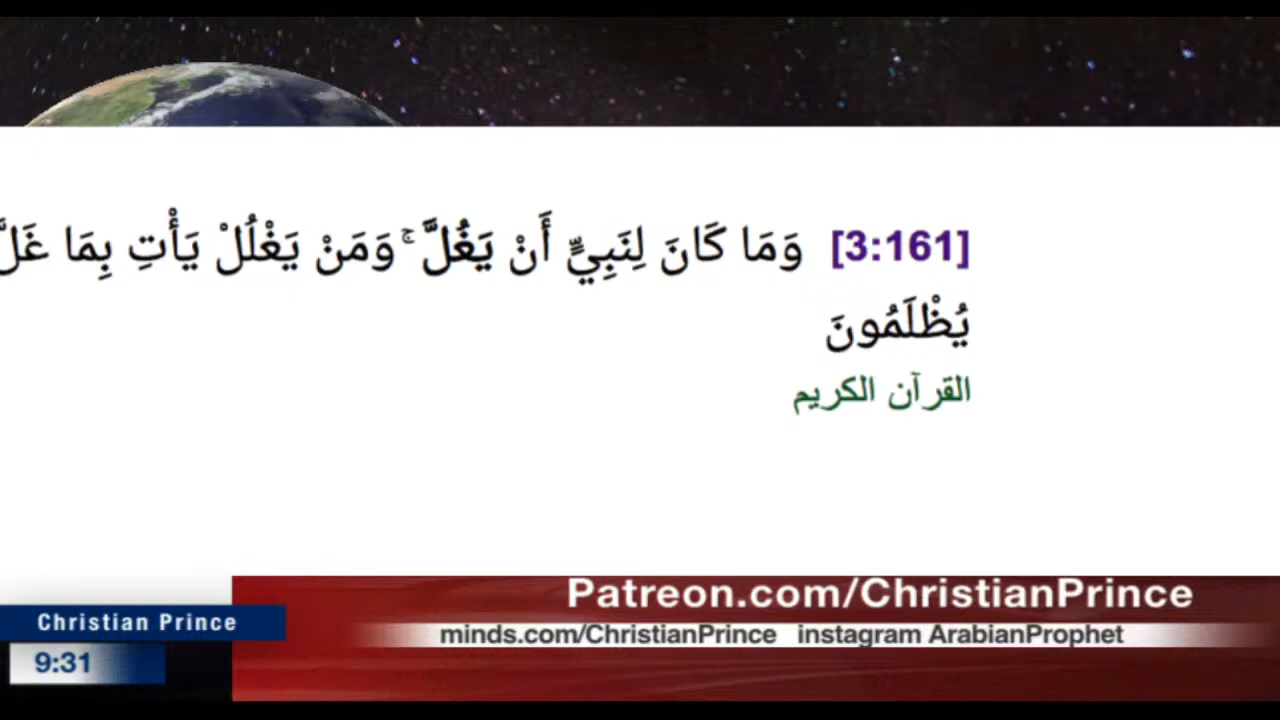 [3:161] وَمَا كَانَ لِنَبِيٍّ أَنْ يَغُلَّ ۚ وَمَنْ يَغْلُلْ يَأْتِ بِمَا غَلَّ
يُظْلَمُونَ
القرآن الكريم
Patreon.com/ChristianPrince
Christian Prince
minds.com/ChristianPrince instagram ArabianProphet
9:31